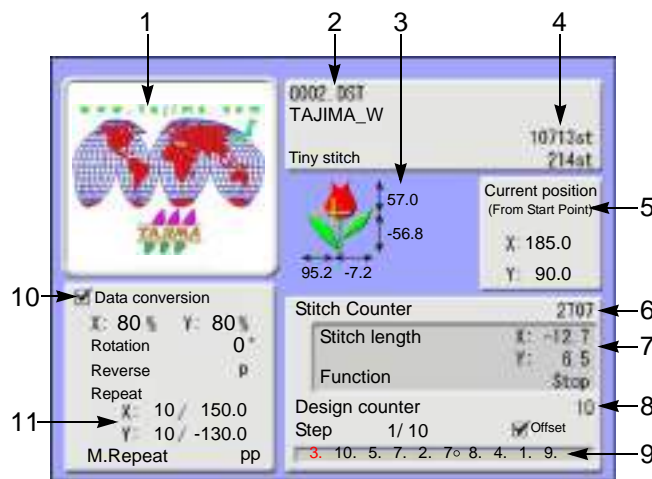 1 2 3 4
www.tajima.com
TAJIMA
0002.DST
TAJIMA_W
10713st
Tiny stitch 214st
57.0
-56.8
95.2 -7.2
Current position
(From Start Point)
5
X: 185.0
Y: 90.0
10
Data conversion
X: 80% Y: 80%
Rotation 0°
Reverse p
Repeat
11
X: 10/ 150.0
Y: 10/ -130.0
M.Repeat pp
Stitch Counter 2707
6
Stitch length X: -12.7
Y: 6.5
7
Function Stop
Design counter 10
8
Step 1/ 10 Offset
3. 10. 5. 7. 2. 7○ 8. 4. 1. 9.
9